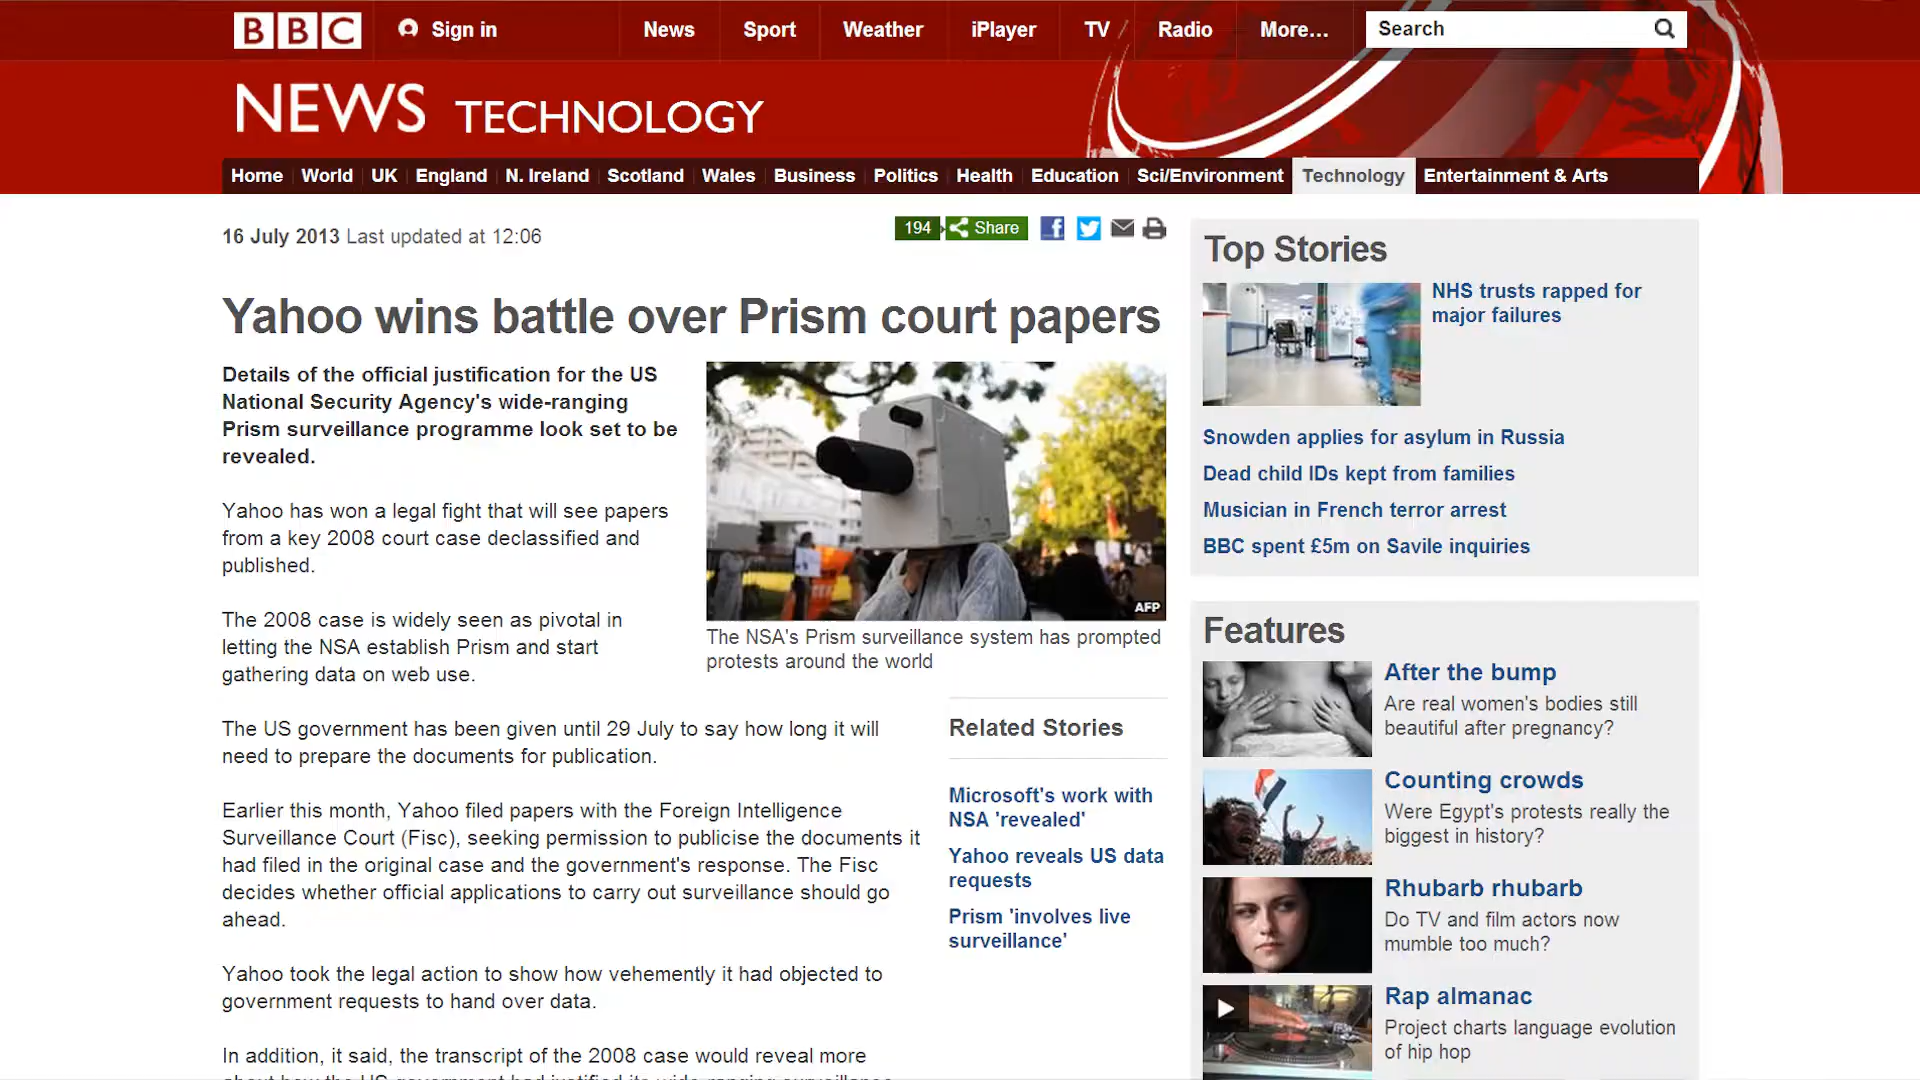 BBC
Sign in
News
Sport
Weather
iPlayer
TV
Radio
More...
Search
NEWS TECHNOLOGY
Home
World
UK
England
N. Ireland
Scotland
Wales
Business
Politics
Health
Education
Sci/Environment
Technology
Entertainment & Arts
16 July 2013 Last updated at 12:06
194
Share
Yahoo wins battle over Prism court papers
Details of the official justification for the US
National Security Agency's wide-ranging
Prism surveillance programme look set to be
revealed.
Yahoo has won a legal fight that will see papers
from a key 2008 court case declassified and
published.
The 2008 case is widely seen as pivotal in
letting the NSA establish Prism and start
gathering data on web use.
AFP
The NSA's Prism surveillance system has prompted
protests around the world
The US government has been given until 29 July to say how long it will
need to prepare the documents for publication.
Earlier this month, Yahoo filed papers with the Foreign Intelligence
Surveillance Court (Fisc), seeking permission to publicise the documents it
had filed in the original case and the government's response. The Fisc
decides whether official applications to carry out surveillance should go
ahead.
Yahoo took the legal action to show how vehemently it had objected to
government requests to hand over data.
In addition, it said, the transcript of the 2008 case would reveal more
about how the US government had justified its wide-ranging surveillance
Related Stories
Microsoft's work with
NSA 'revealed'
Yahoo reveals US data
requests
Prism 'involves live
surveillance'
Top Stories
NHS trusts rapped for
major failures
Snowden applies for asylum in Russia
Dead child IDs kept from families
Musician in French terror arrest
BBC spent £5m on Savile inquiries
Features
After the bump
Are real women's bodies still
beautiful after pregnancy?
Counting crowds
Were Egypt's protests really the
biggest in history?
Rhubarb rhubarb
Do TV and film actors now
mumble too much?
Rap almanac
Project charts language evolution
of hip hop